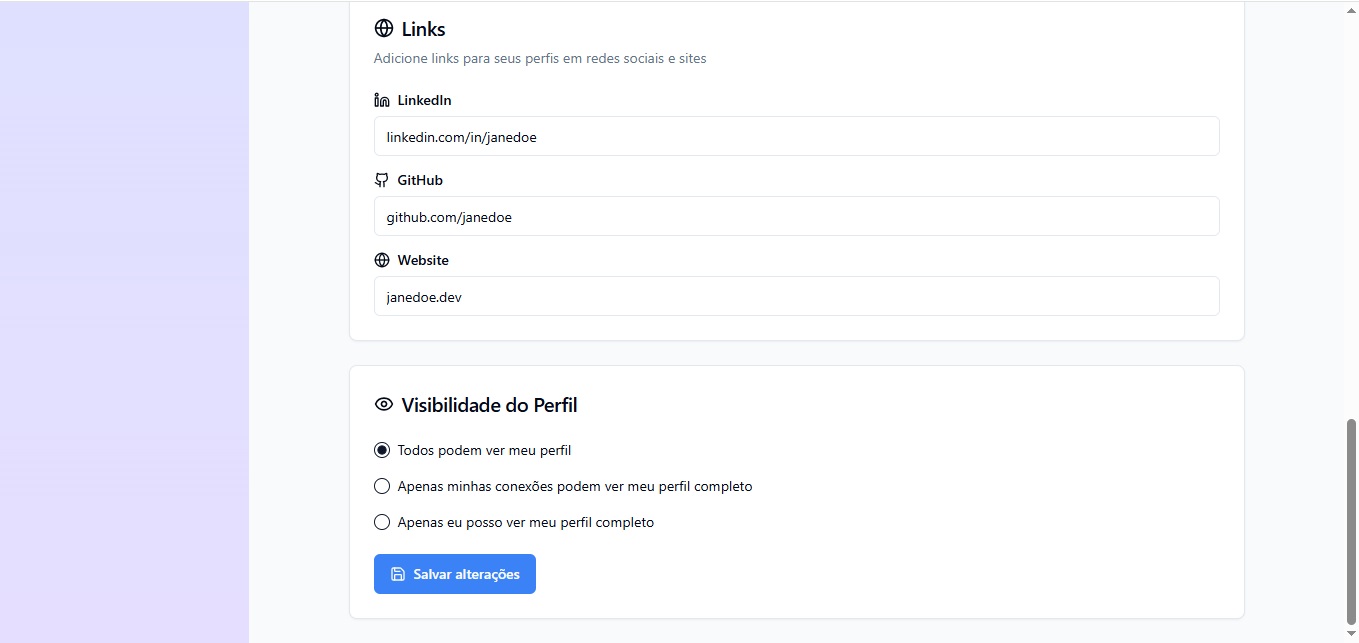 Links
Adicione links para seus perfis em redes sociais e sites
LinkedIn
linkedin.com/in/janedoe
GitHub
github.com/janedoe
Website
janedoe.dev
Visibilidade do Perfil
Todos podem ver meu perfil
Apenas minhas conexões podem ver meu perfil completo
Apenas eu posso ver meu perfil completo
Salvar alterações